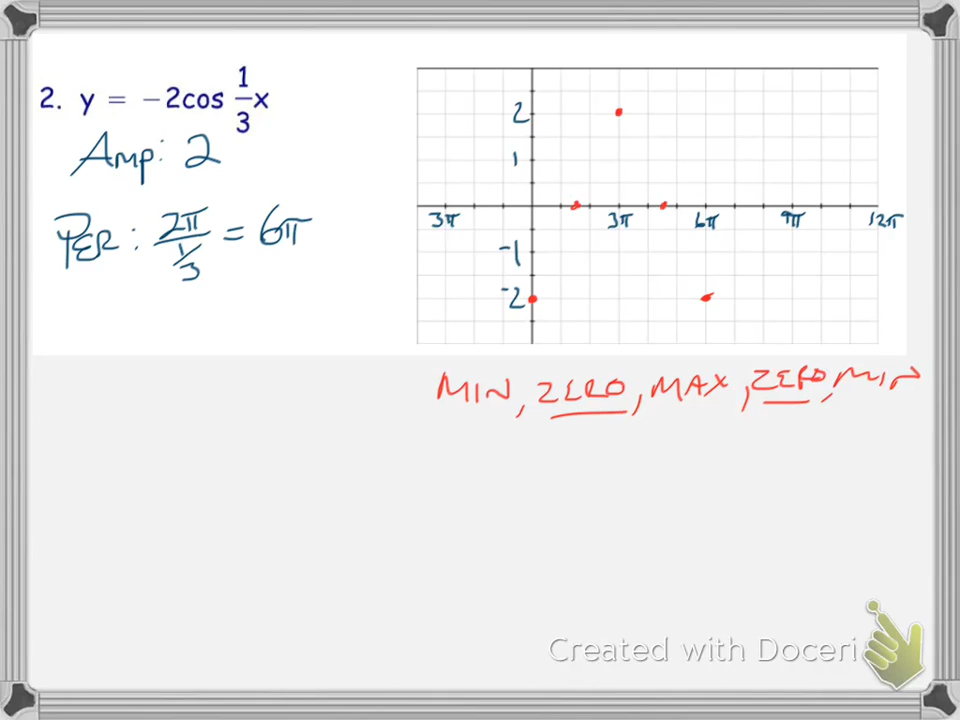 2. y = -2cos 1/3 x
Amp: 2
PER: 2π / 1/3 = 6π
2
1
3π 3π 6π 9π 12π
-1
-2
MIN, ZERO, MAX, ZERO, MIN
Created with Doceri